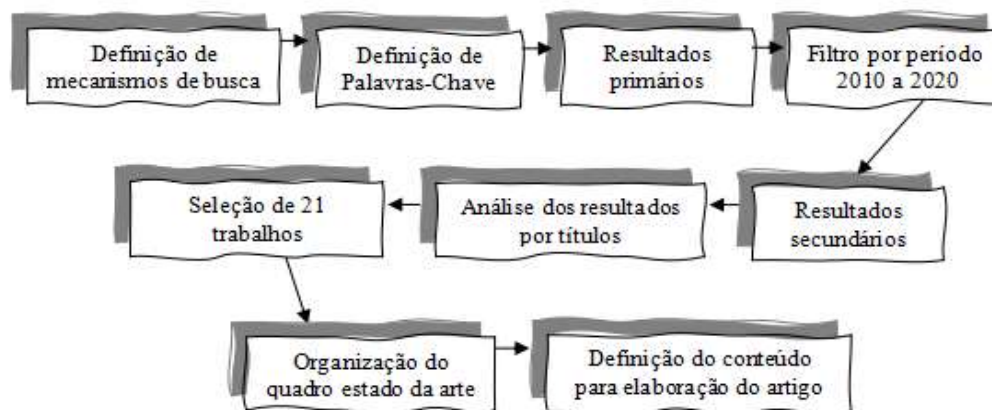 Definição de
mecanismos de busca
Definição de
Palavras-Chave
Resultados
primários
Filtro por período
2010 a 2020
Resultados
secundários
Análise dos resultados
por títulos
Seleção de 21
trabalhos
Organização do
quadro estado da arte
Definição do conteúdo
para elaboração do artigo